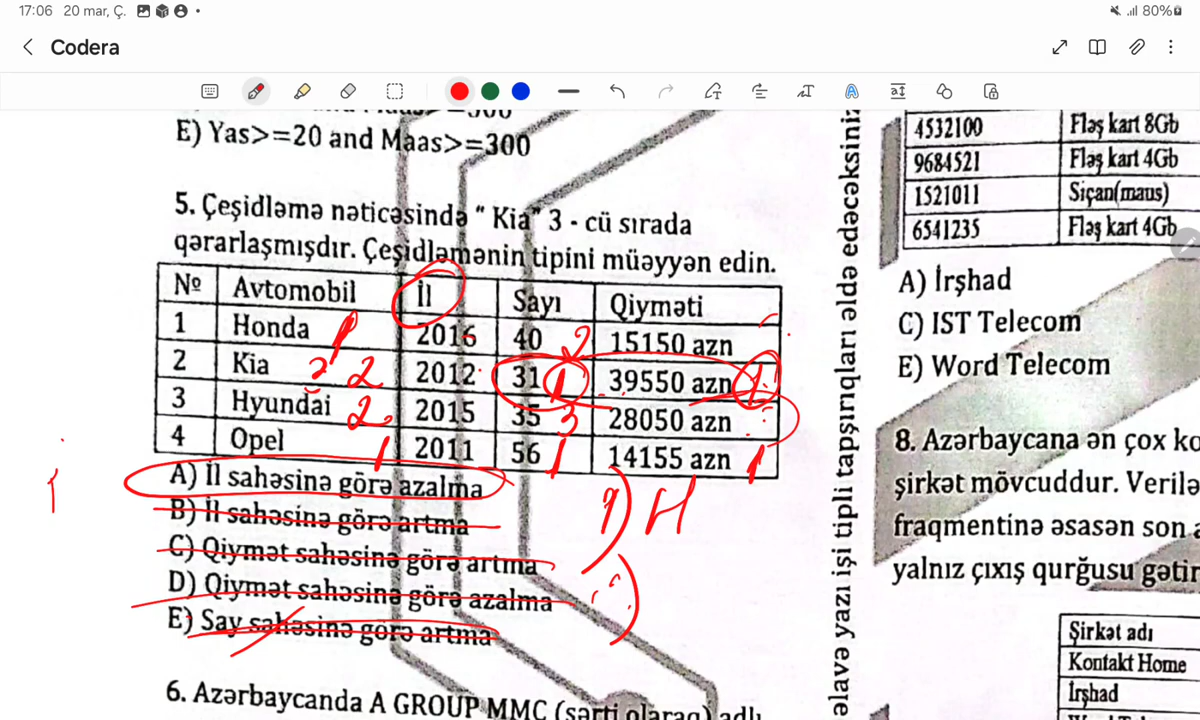 17:06 20 mar, Ç.
80%
Codera
E) Yas>=20 and Maas>=300
5. Çeşidləmə nəticəsində " Kia" 3 - cü sırada
qərarlaşmışdır. Çeşidləmənin tipini müəyyən edin.
№ Avtomobil İl Sayı Qiyməti
1 Honda 2016 40 15150 azn
2 Kia 2012 31 39550 azn
3 Hyundai 2015 35 28050 azn
4 Opel 2011 56 14155 azn
A) İl sahəsinə görə azalma
B) İl sahəsinə görə artma
C) Qiymət sahəsinə görə artma
D) Qiymət sahəsinə görə azalma
E) Say sahəsinə görə artma
H
6. Azərbaycanda A GROUP MMC (şərti olaraq) adlı
əlavə yazı işi tipli tapşırıqları əldə edəcəksiniz
4532100 Fləş kart 8Gb
9684521 Fləş kart 4Gb
1521011 Siçan(maus)
6541235 Fləş kart 4Gb
A) İrşhad
C) IST Telecom
E) Word Telecom
8. Azərbaycana ən çox
şirkət mövcuddur.
fraqmentinə əsasən son
yalnız çıxış qurğusu
Şirkət adı
Kontakt Home
İrşhad